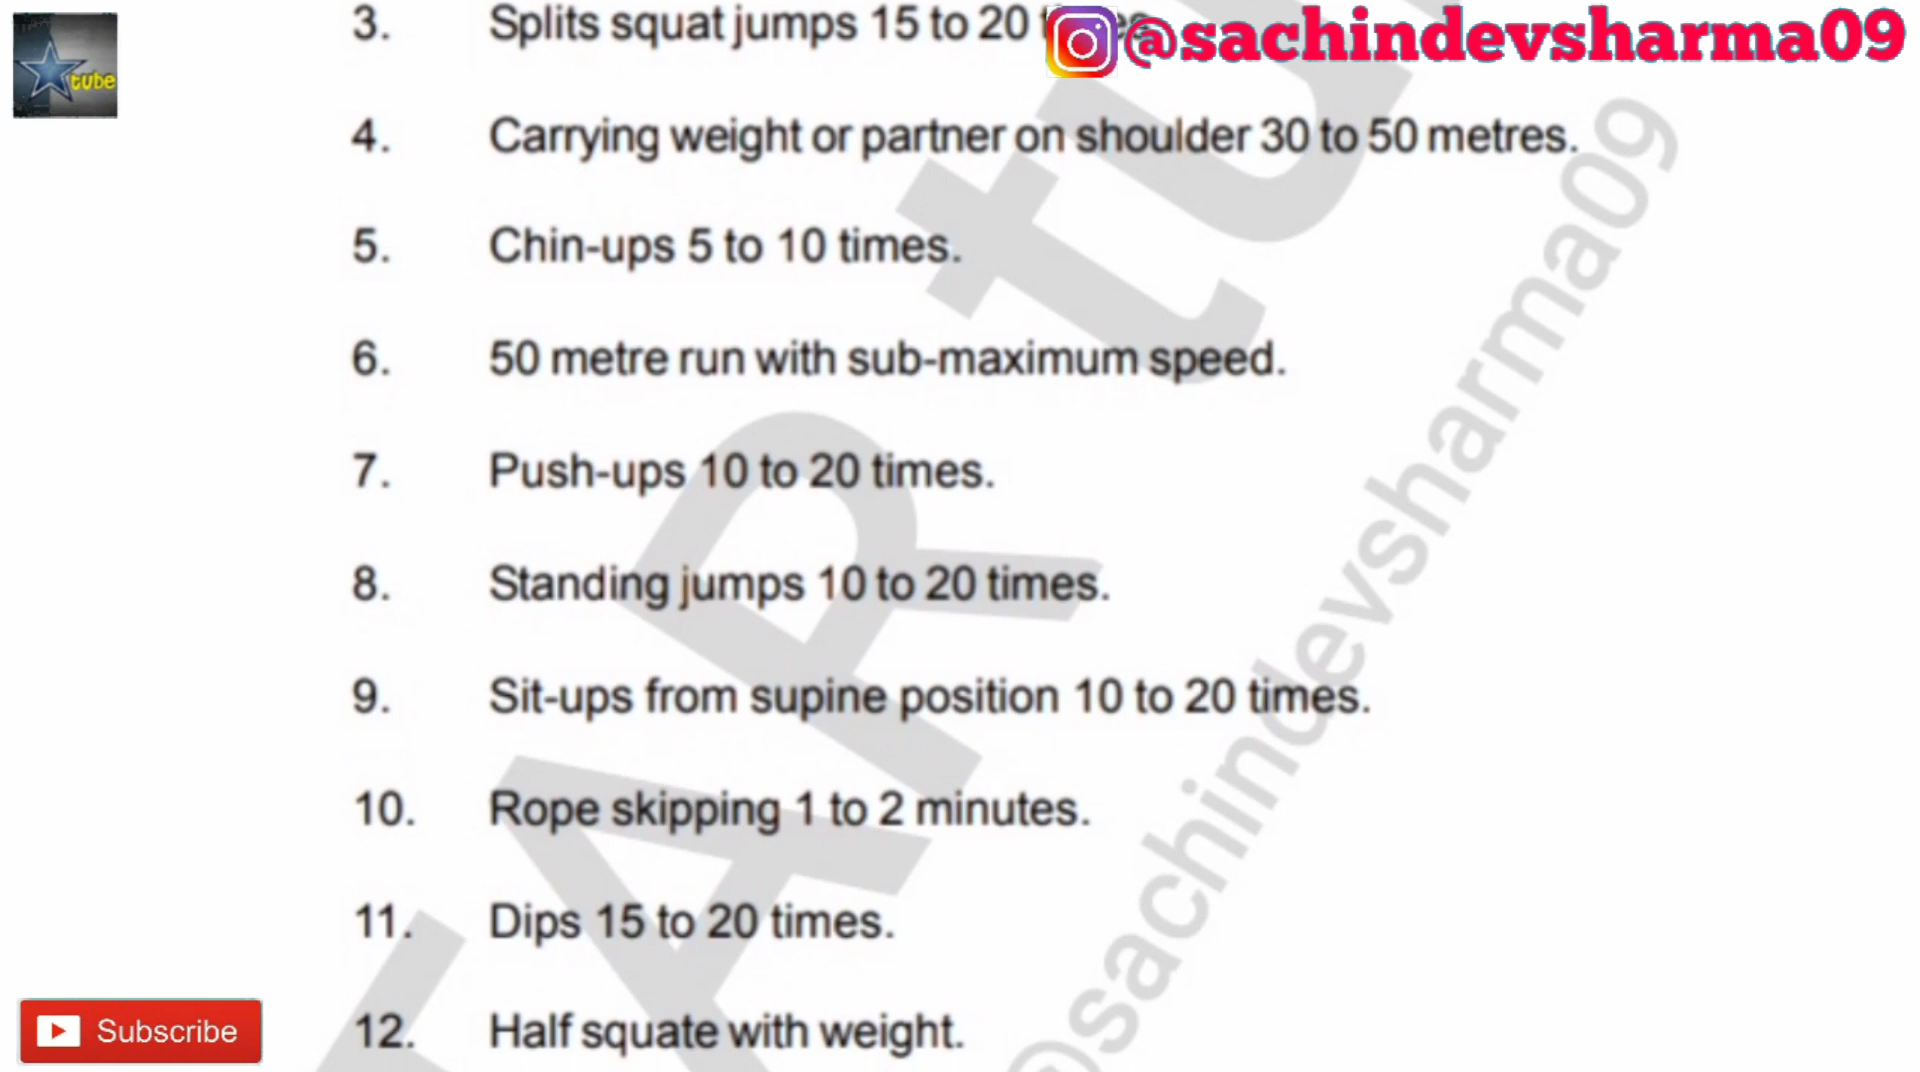 3. Splits squat jumps 15 to 20
@sachindevsharma09
tube
4. Carrying weight or partner on shoulder 30 to 50 metres.
5. Chin-ups 5 to 10 times.
6. 50 metre run with sub-maximum speed.
7. Push-ups 10 to 20 times.
8. Standing jumps 10 to 20 times.
9. Sit-ups from supine position 10 to 20 times.
10. Rope skipping 1 to 2 minutes.
11. Dips 15 to 20 times.
12. Half squate with weight.
Subscribe
@sachindevsharma09